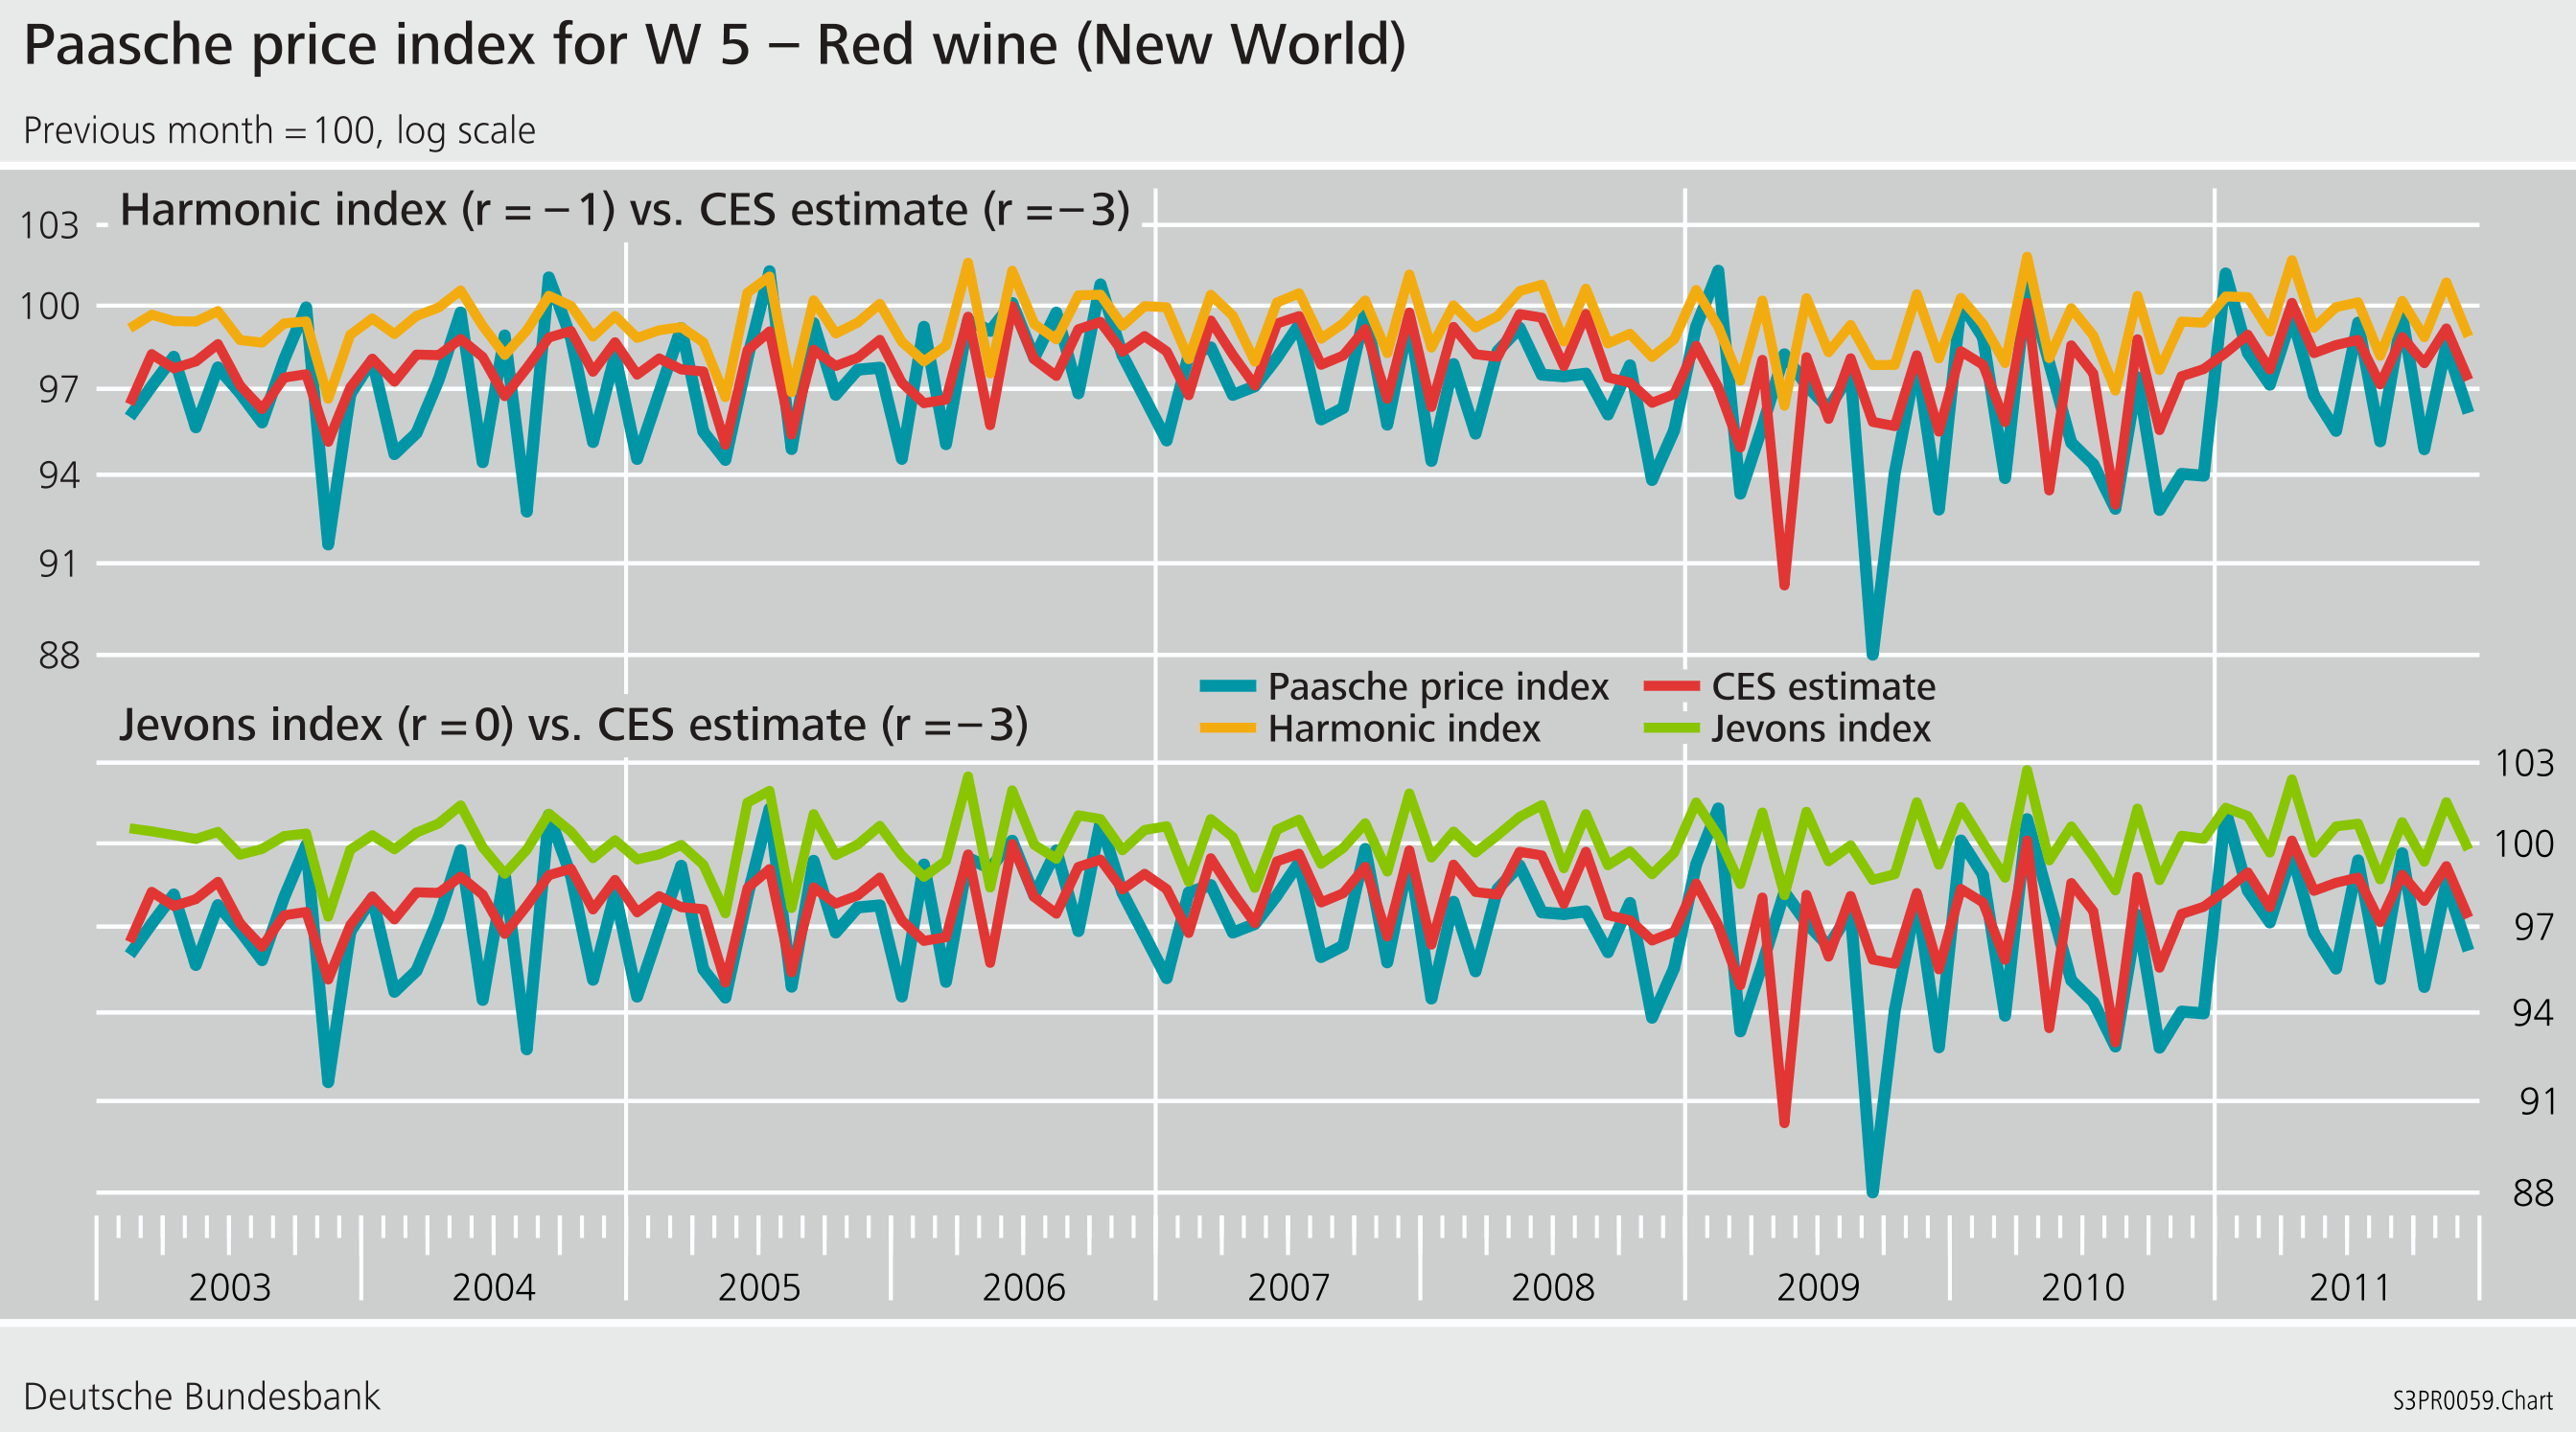 Paasche price index for W 5 – Red wine (New World)
Previous month = 100, log scale
Harmonic index (r = – 1) vs. CES estimate (r = – 3)
103
100
97
94
91
88
Paasche price index
CES estimate
Harmonic index
Jevons index
Jevons index (r = 0) vs. CES estimate (r = – 3)
103
100
97
94
91
88
2003 2004 2005 2006 2007 2008 2009 2010 2011
Deutsche Bundesbank
S3PR0059.Chart